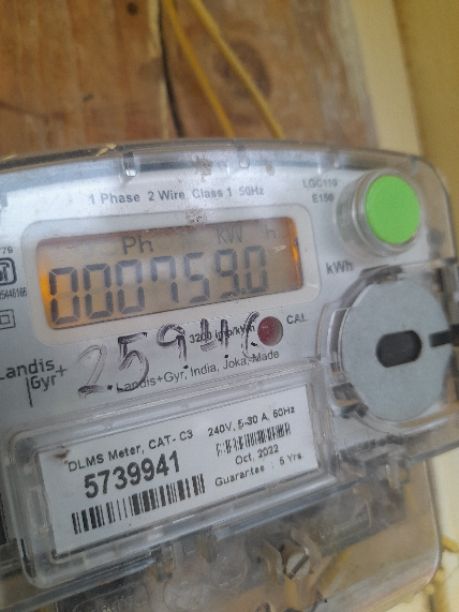 1 Phase 2 Wire Class 1 50Hz
LGC110
E150
Ph KW h
000759.0
kWh
3200 imp/kWh
CAL
Landis+
Gyr
Landis+Gyr, India, Joka, Made
DLMS Meter, CAT- C3
240V, 5-30 A, 50Hz
5739941
Oct, 2022
Guarantee : 5 Yrs